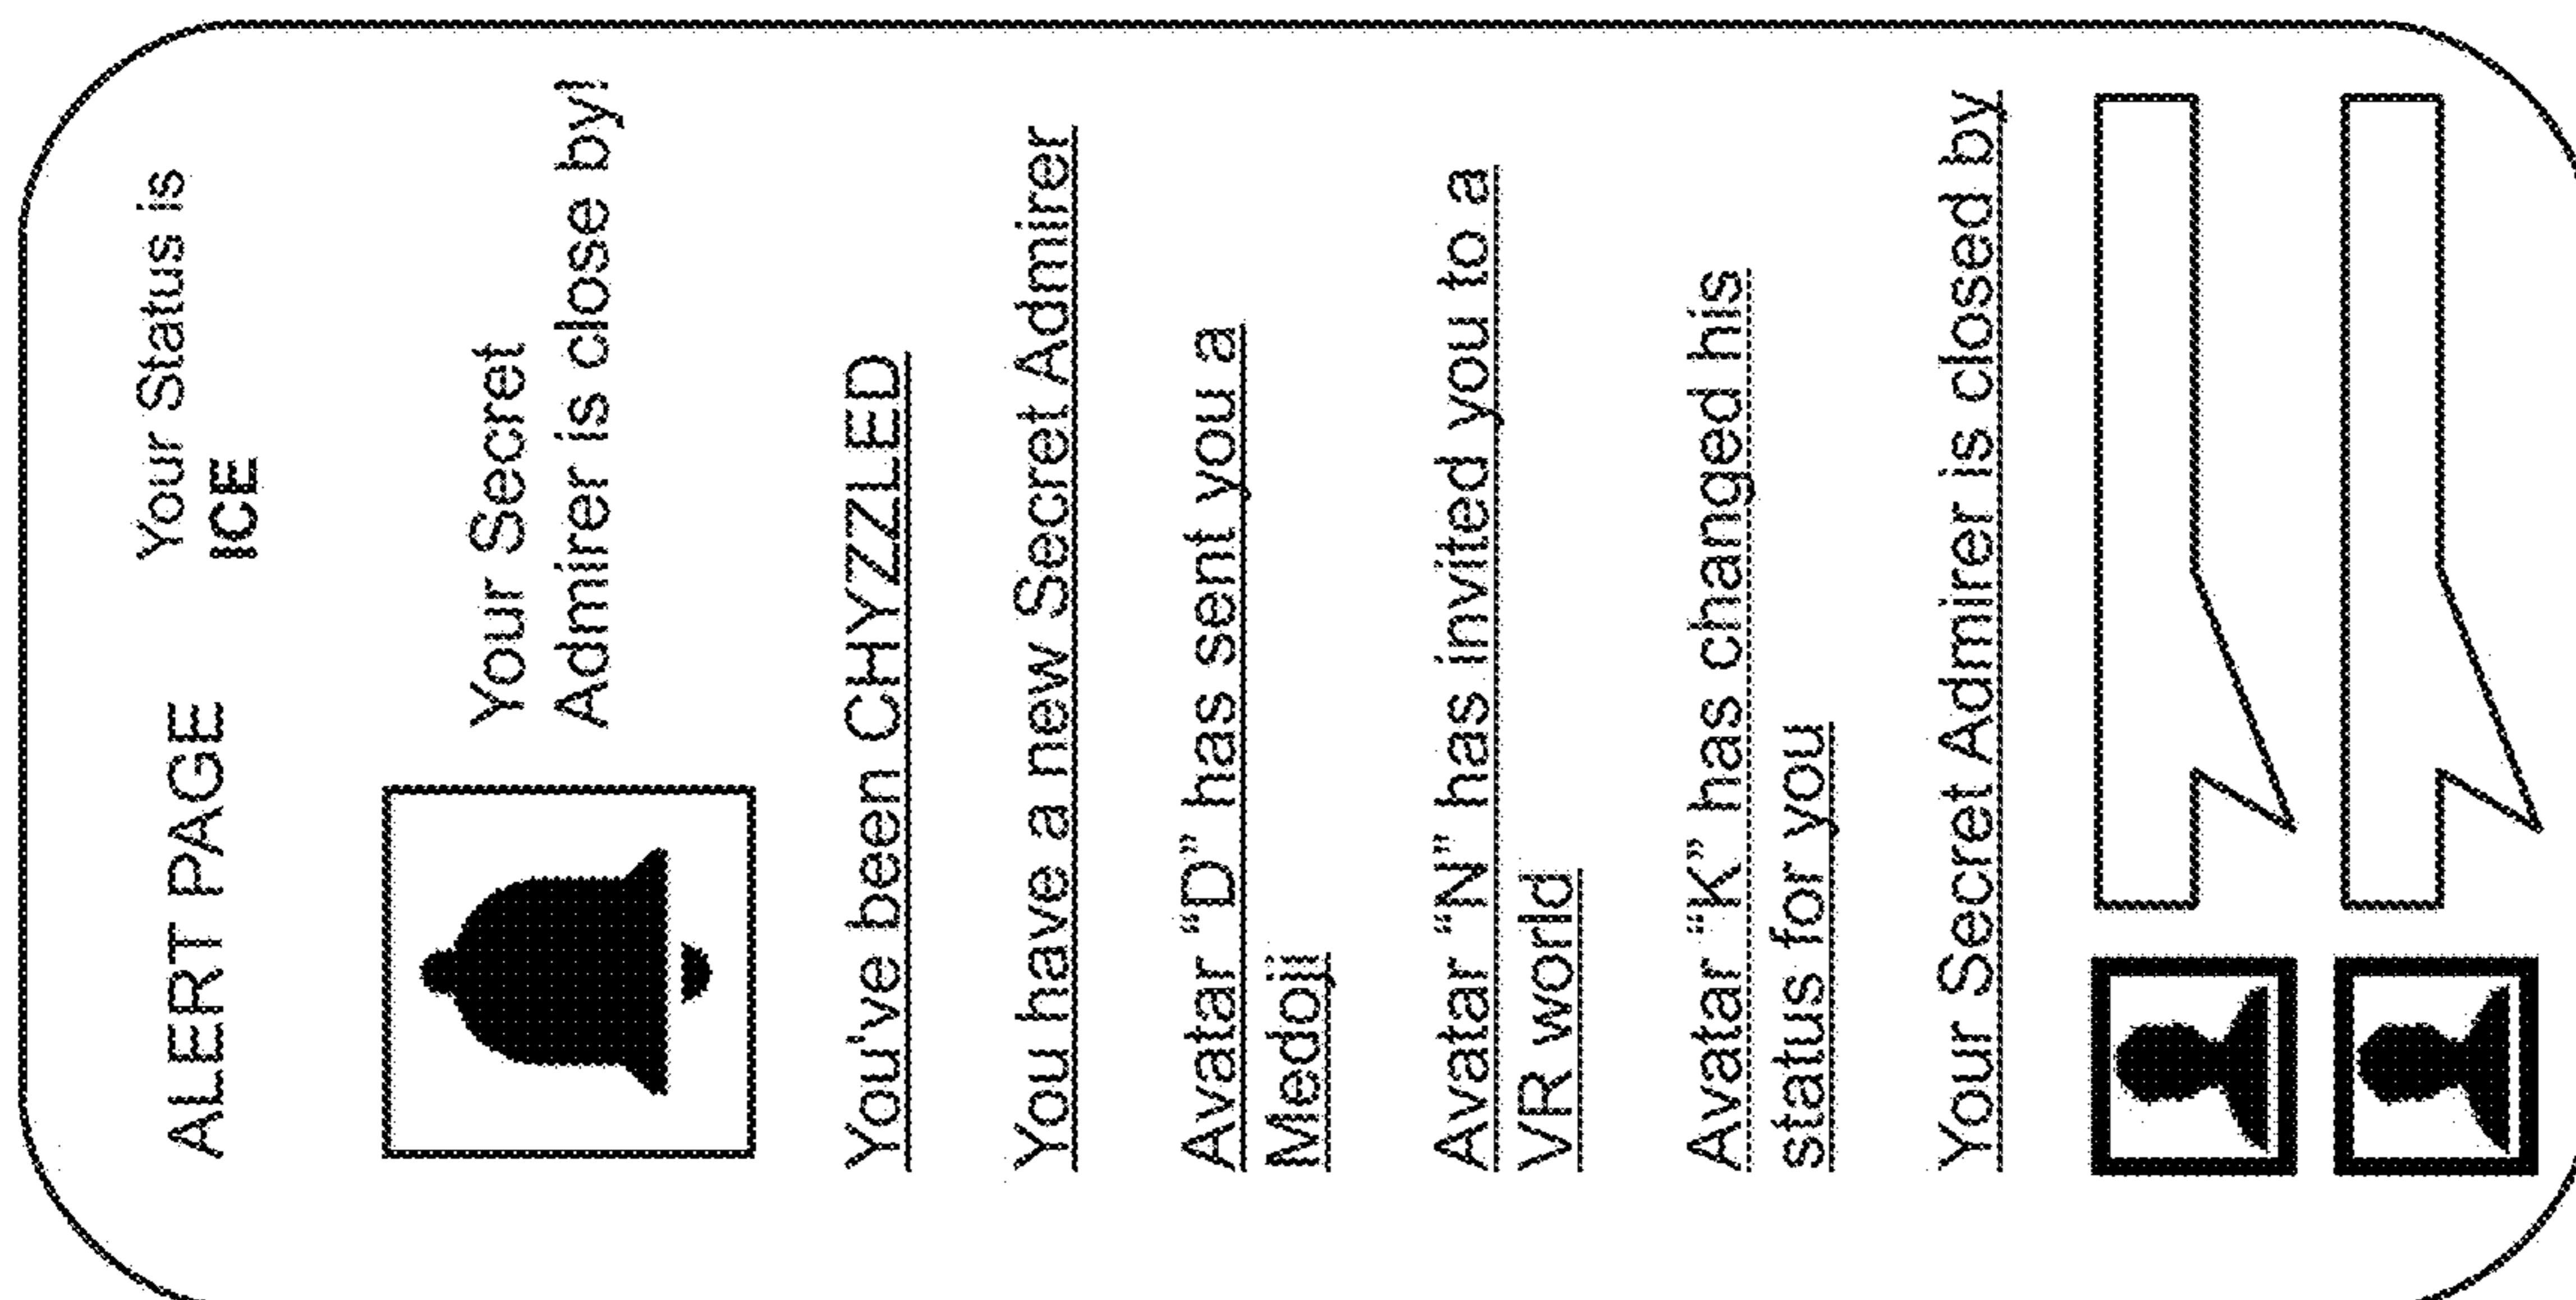 ALERT PAGE
Your Status is
ICE
Your Secret
Admirer is close by!
You've been CHYZZLED
You have a new Secret Admirer
Avatar “D” has sent you a
Medoji
Avatar “N” has invited you to a
VR world
Avatar “K” has changed his
status for you
Your Secret Admirer is closed by